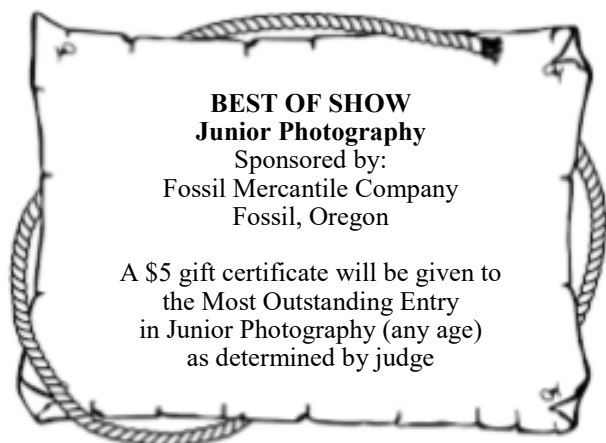 BEST OF SHOW
Junior Photography
Sponsored by:
Fossil Mercantile Company
Fossil, Oregon
A $5 gift certificate will be given to
the Most Outstanding Entry
in Junior Photography (any age)
as determined by judge